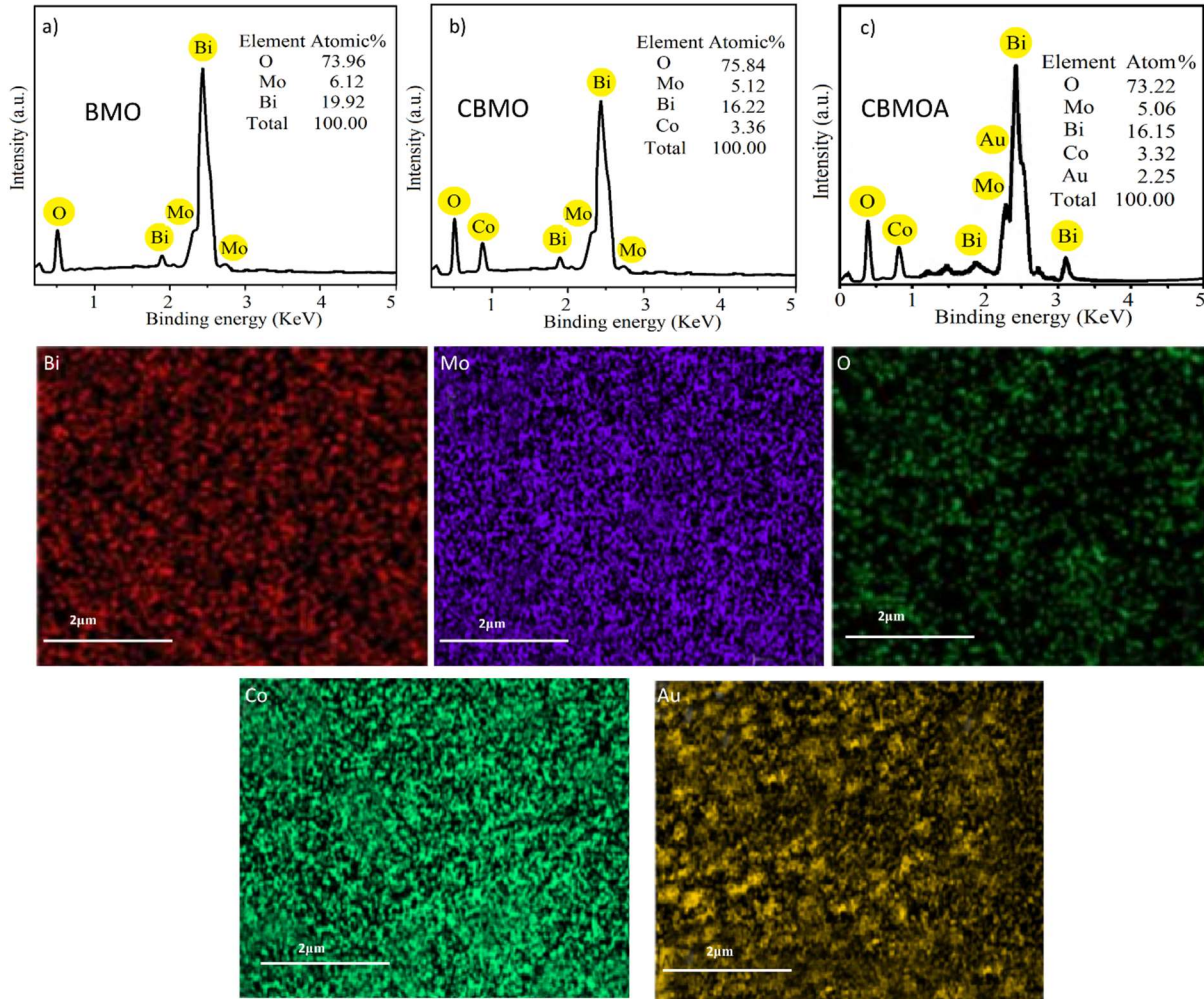 a)
Bi
Element Atomic%
O 73.96
Mo 6.12
Bi 19.92
Total 100.00
BMO
O
Bi
Mo
Mo
Intensity (a.u.)
1 2 3 4 5
Binding energy (KeV)
b)
Bi
Element Atomic%
O 75.84
Mo 5.12
Bi 16.22
Co 3.36
Total 100.00
CBMO
O
Co
Bi
Mo
Mo
Intensity (a.u.)
1 2 3 4 5
Binding energy (KeV)
c)
Bi
Element Atom%
O 73.22
Mo 5.06
Bi 16.15
Co 3.32
Au 2.25
Total 100.00
CBMOA
Au
Mo
O
Co
Bi
Bi
Intensity (a.u.)
0 1 2 3 4 5
Binding energy (KeV)
Bi
2μm
Mo
2μm
O
2μm
Co
2μm
Au
2μm